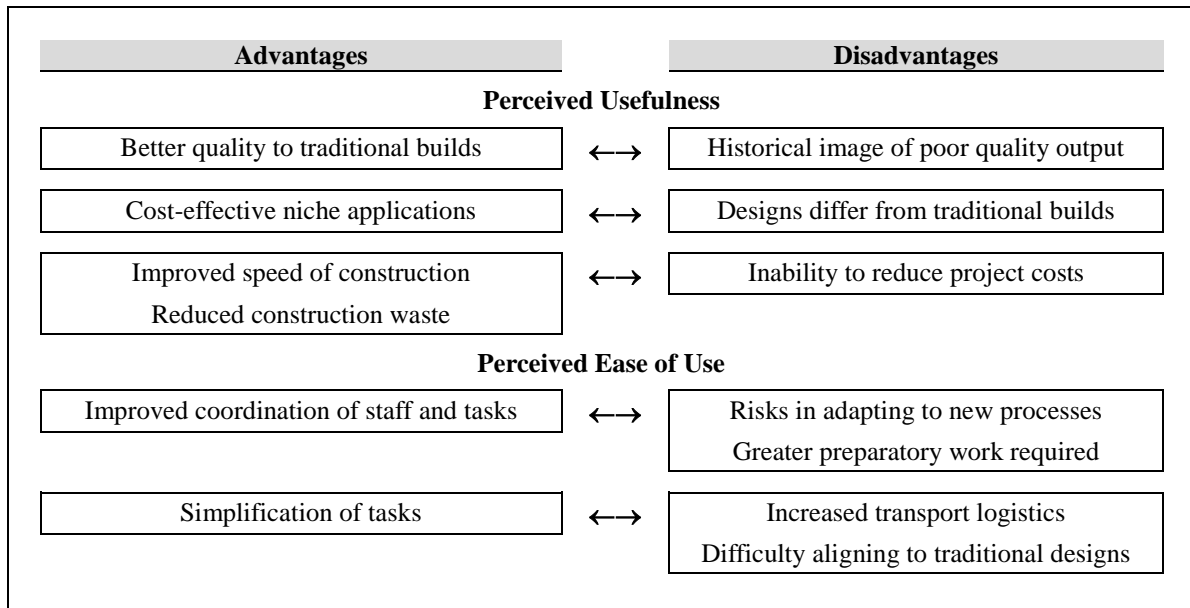 Advantages Disadvantages
Perceived Usefulness
Better quality to traditional builds ←→ Historical image of poor quality output
Cost-effective niche applications ←→ Designs differ from traditional builds
Improved speed of construction ←→ Inability to reduce project costs
Reduced construction waste
Perceived Ease of Use
Improved coordination of staff and tasks ←→ Risks in adapting to new processes
Greater preparatory work required
Simplification of tasks ←→ Increased transport logistics
Difficulty aligning to traditional designs